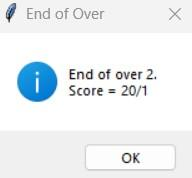 End of Over
End of over 2.
Score = 20/1
OK